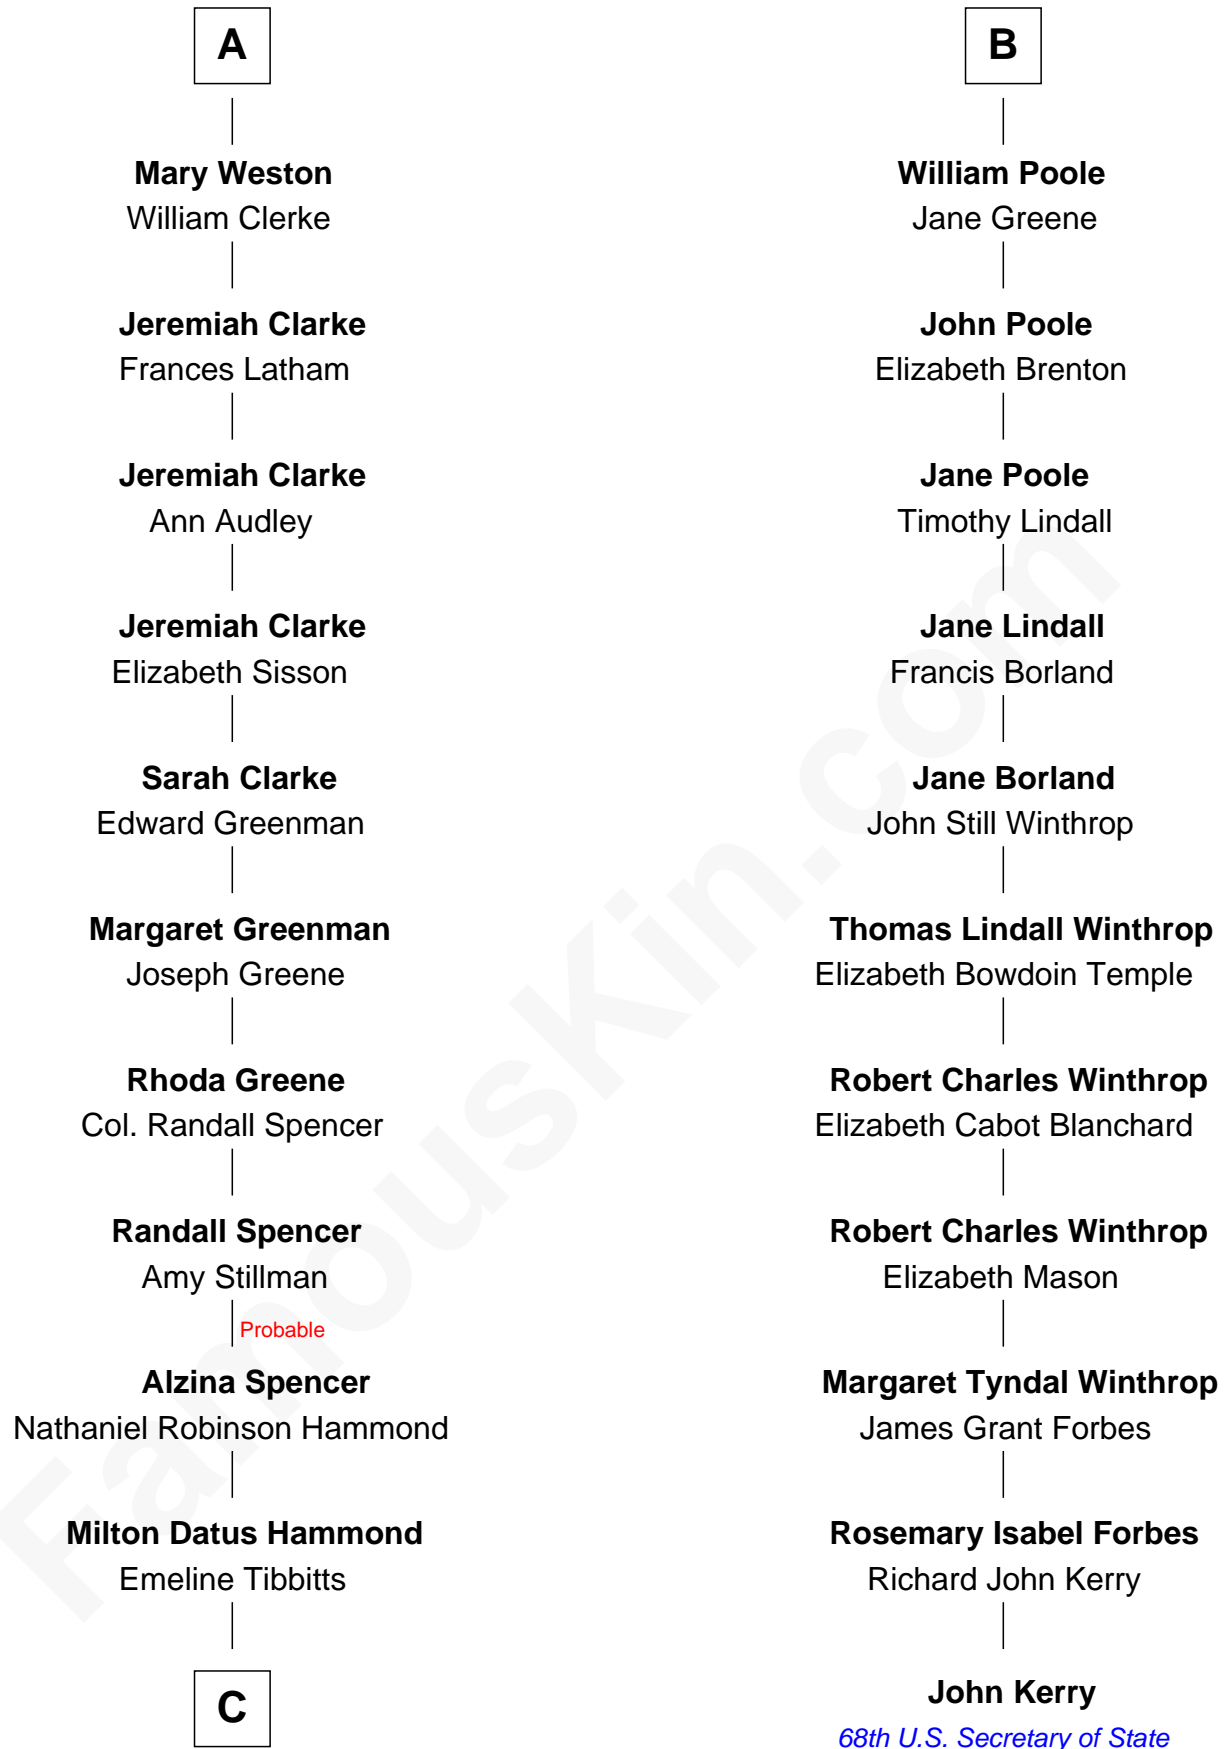 A
Mary Weston
William Clerke
Jeremiah Clarke
Frances Latham
Jeremiah Clarke
Ann Audley
Jeremiah Clarke
Elizabeth Sisson
Sarah Clarke
Edward Greenman
Margaret Greenman
Joseph Greene
Rhoda Greene
Col. Randall Spencer
Randall Spencer
Amy Stillman
Probable
Alzina Spencer
Nathaniel Robinson Hammond
Milton Datus Hammond
Emeline Tibbitts
C
B
William Poole
Jane Greene
John Poole
Elizabeth Brenton
Jane Poole
Timothy Lindall
Jane Lindall
Francis Borland
Jane Borland
John Still Winthrop
Thomas Lindall Winthrop
Elizabeth Bowdoin Temple
Robert Charles Winthrop
Elizabeth Cabot Blanchard
Robert Charles Winthrop
Elizabeth Mason
Margaret Tyndal Winthrop
James Grant Forbes
Rosemary Isabel Forbes
Richard John Kerry
John Kerry
68th U.S. Secretary of State
FamousKin.com